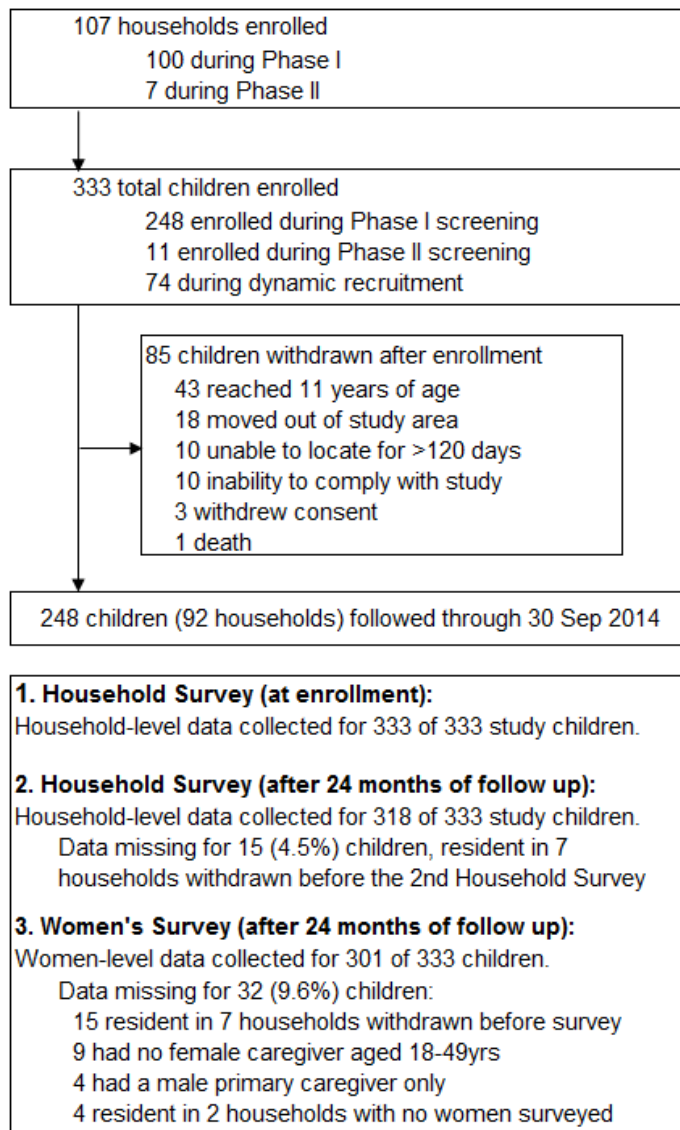 107 households enrolled
100 during Phase I
7 during Phase II
333 total children enrolled
248 enrolled during Phase I screening
11 enrolled during Phase II screening
74 during dynamic recruitment
85 children withdrawn after enrollment
43 reached 11 years of age
18 moved out of study area
10 unable to locate for >120 days
10 inability to comply with study
3 withdrew consent
1 death
248 children (92 households) followed through 30 Sep 2014
1. Household Survey (at enrollment):
Household-level data collected for 333 of 333 study children.
2. Household Survey (after 24 months of follow up):
Household-level data collected for 318 of 333 study children.
Data missing for 15 (4.5%) children, resident in 7
households withdrawn before the 2nd Household Survey
3. Women's Survey (after 24 months of follow up):
Women-level data collected for 301 of 333 children.
Data missing for 32 (9.6%) children:
15 resident in 7 households withdrawn before survey
9 had no female caregiver aged 18-49yrs
4 had a male primary caregiver only
4 resident in 2 households with no women surveyed